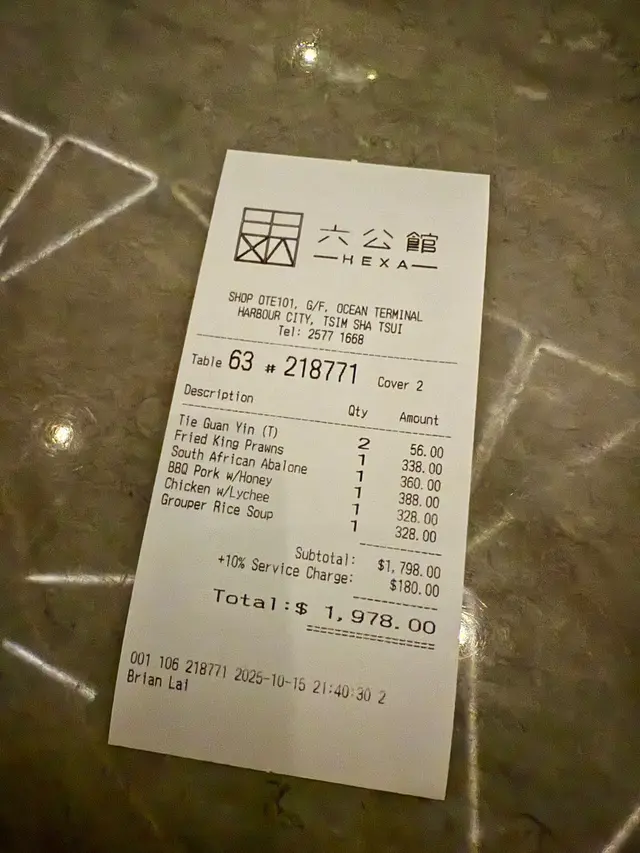 六公館
HEXA
SHOP OTE101, G/F, OCEAN TERMINAL
HARBOUR CITY, TSIM SHA TSUI
Tel: 2577 1668
Table 63 # 218771 Cover 2
Description Qty Amount
Tie Guan Yin (T) 2 56.00
Fried King Prawns 1 338.00
South African Abalone 1 360.00
BBQ Pork w/Honey 1 388.00
Chicken w/Lychee 1 328.00
Grouper Rice Soup 1 328.00
Subtotal: $1,798.00
+10% Service Charge: $180.00
Total:$ 1,978.00
001 106 218771 2025-10-15 21:40:30 2
Brian Lai